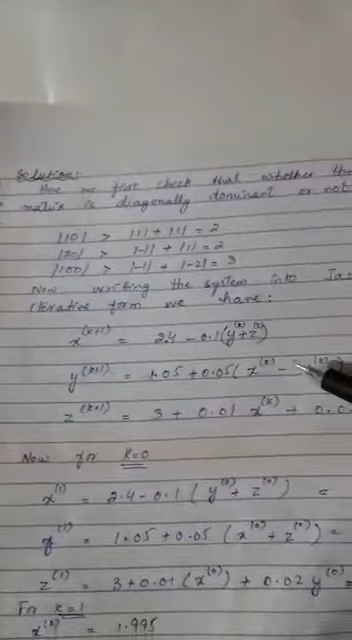 Solution:
Here we first check that whether the
matrix is diagonally dominant or not
|10| > |1| + |1| = 2
|20| > |-1| + |1| = 2
|100| > |-1| + |-2| = 3
Now writing the system into Jac
iterative form we have:
x^(k+1) = 2.4 - 0.1(y^(k) + z^(k))
y^(k+1) = 1.05 + 0.05(x^(k) -
z^(k+1) = 3 + 0.01 x^(k) + 0.0
Now for k=0
x^(1) = 2.4 - 0.1 ( y^(0) + z^(0) ) =
y^(1) = 1.05 + 0.05 ( x^(0) + z^(0) ) =
z^(1) = 3 + 0.01 (x^(0)) + 0.02 y^(0) =
For k=1
x^(2) = 1.995